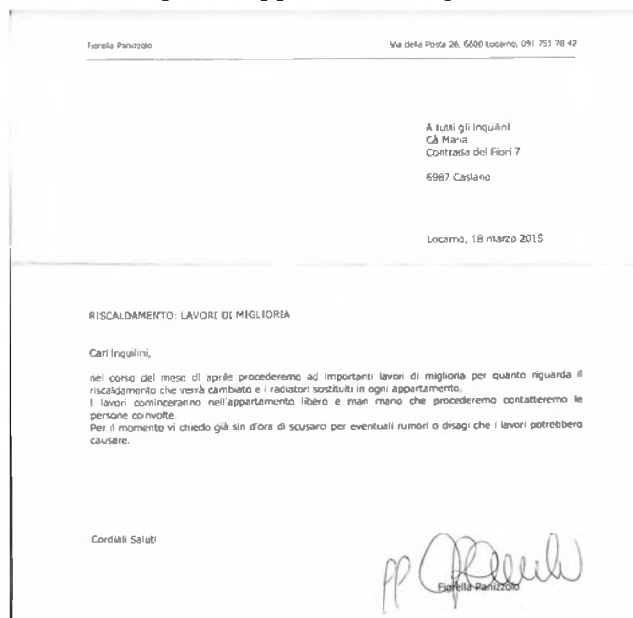 Fiorella Panizzolo
Via della Posta 26, 6600 Locarno, 091 751 78 47
A tutti gli Inquilini
Cà Maria
Contrada dei Fiori 7
6987 Caslano
Locarno, 18 marzo 2015
RISCALDAMENTO: LAVORI DI MIGLIORIA
Cari Inquilini,
nel corso del mese di aprile procederemo ad importanti lavori di miglioria per quanto riguarda il
riscaldamento che verrà cambiato e i radiatori sostituiti in ogni appartamento.
I lavori cominceranno nell'appartamento libero e man mano che procederemo contatteremo le
persone coinvolte.
Per il momento vi chiedo già sin d'ora di scusarci per eventuali rumori o disagi che i lavori potrebbero
causare.
Cordiali Saluti
pp
Fiorella Panizzolo